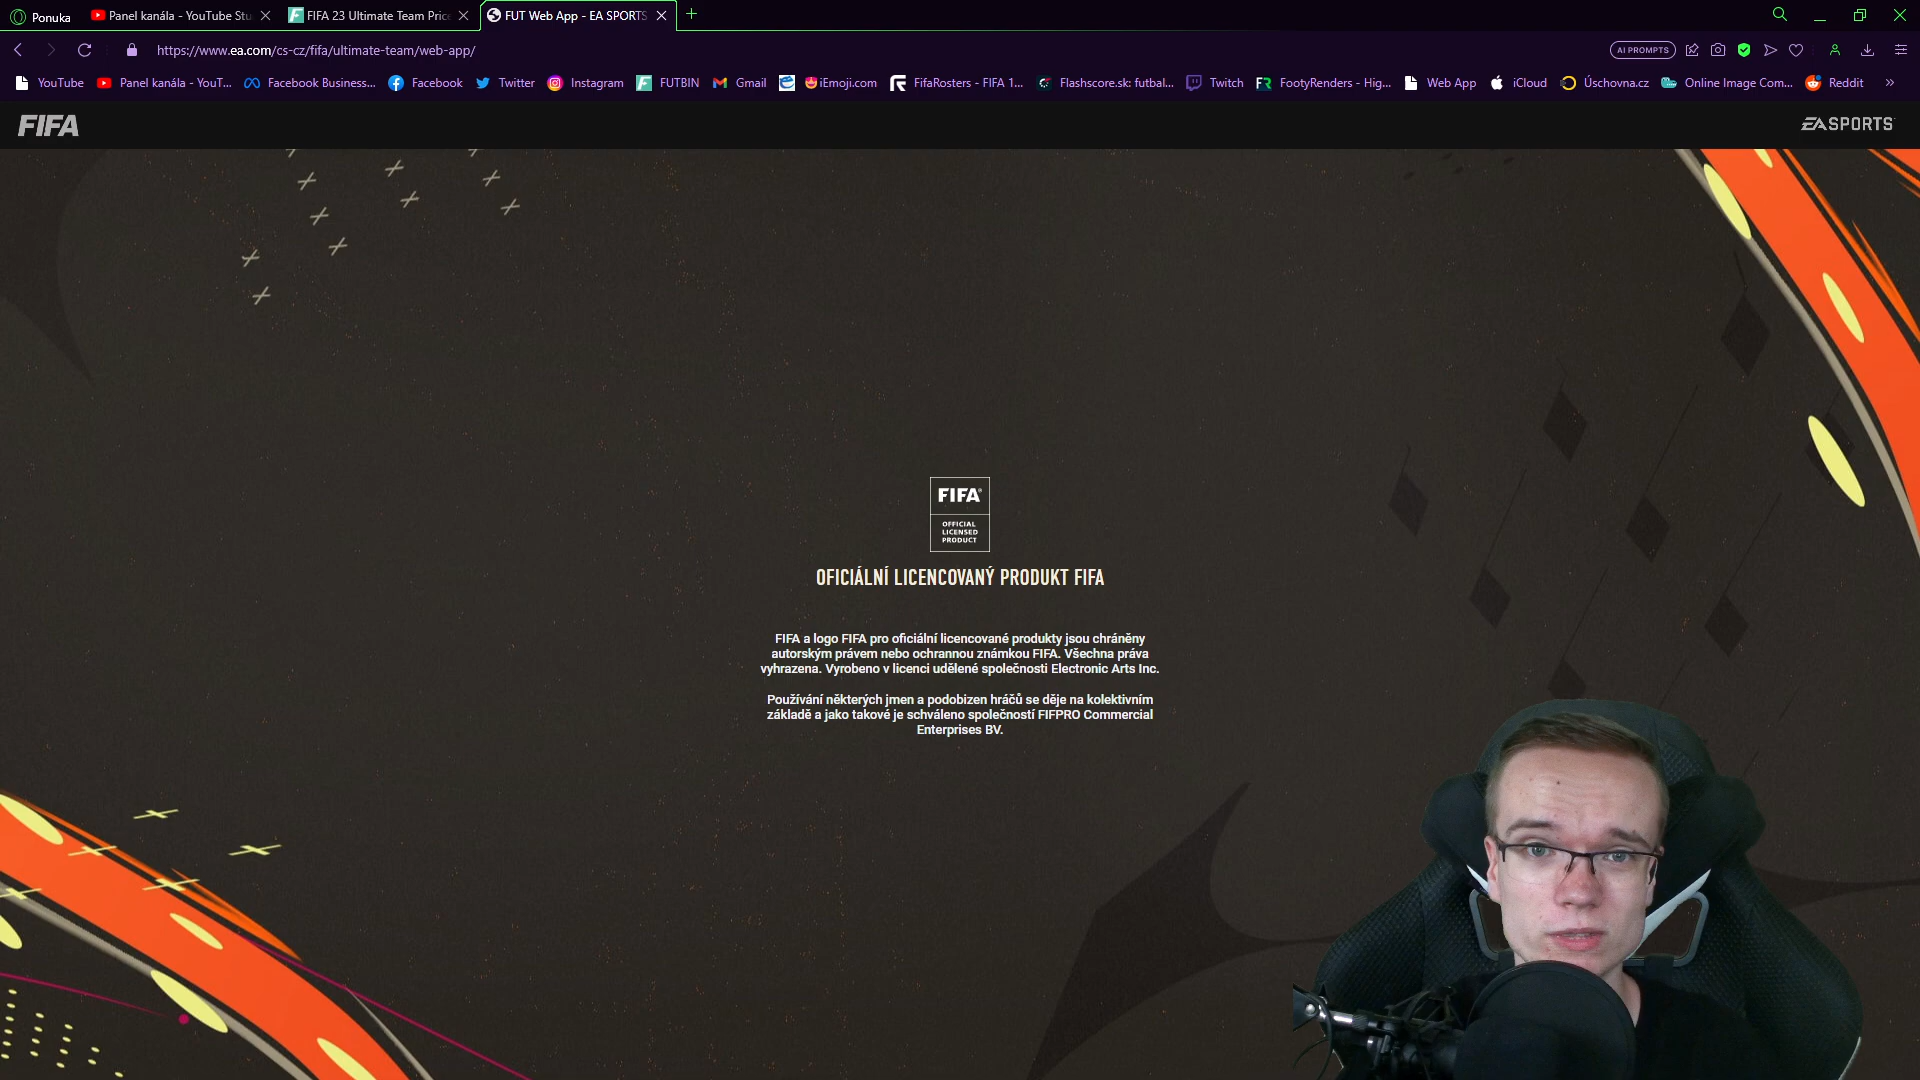 Ponuka
Panel kanála - YouTube Stu
FIFA 23 Ultimate Team Price
FUT Web App - EA SPORTS
https://www.ea.com/cs-cz/fifa/ultimate-team/web-app/
AI PROMPTS
YouTube
Panel kanála - YouT...
Facebook Business...
Facebook
Twitter
Instagram
FUTBIN
Gmail
iEmoji.com
FifaRosters - FIFA 1...
Flashscore.sk: futbal...
Twitch
FootyRenders - Hig...
Web App
iCloud
Úschovna.cz
Online Image Com...
Reddit
»
FIFA
EA SPORTS
FIFA
OFFICIAL
LICENSED
PRODUCT
OFICIÁLNÍ LICENCOVANÝ PRODUKT FIFA
FIFA a logo FIFA pro oficiální licencované produkty jsou chráněny
autorským právem nebo ochrannou známkou FIFA. Všechna práva
vyhrazena. Vyrobeno v licenci udělené společnosti Electronic Arts Inc.
Používání některých jmen a podobizen hráčů se děje na kolektivním
základě a jako takové je schváleno společností FIFPRO Commercial
Enterprises BV.